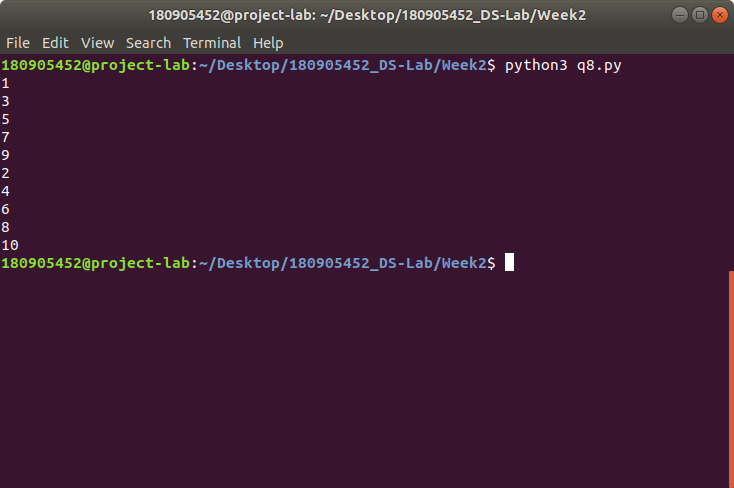 180905452@project-lab: ~/Desktop/180905452_DS-Lab/Week2
File Edit View Search Terminal Help
180905452@project-lab:~/Desktop/180905452_DS-Lab/Week2$ python3 q8.py
1
3
5
7
9
2
4
6
8
10
180905452@project-lab:~/Desktop/180905452_DS-Lab/Week2$